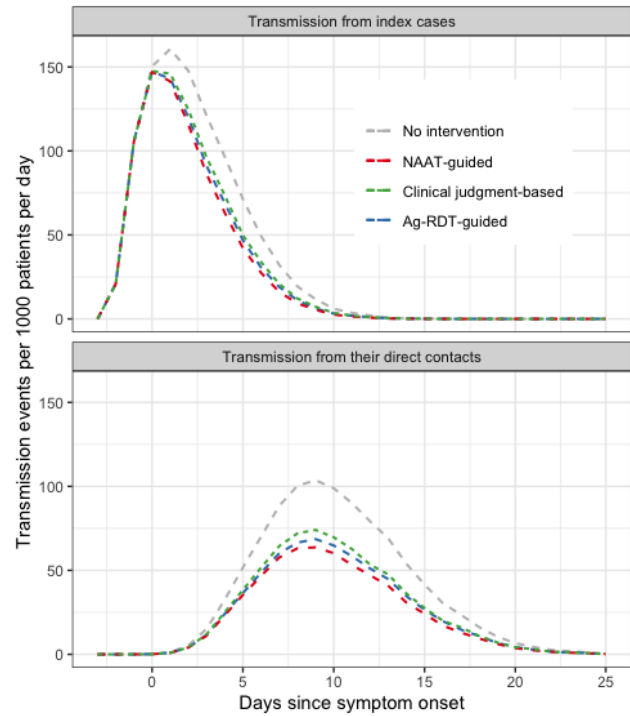 Transmission from index cases
150
100
50
0
No intervention
NAAT-guided
Clinical judgment-based
Ag-RDT-guided
Transmission events per 1000 patients per day
Transmission from their direct contacts
150
100
50
0
0 5 10 15 20 25
Days since symptom onset